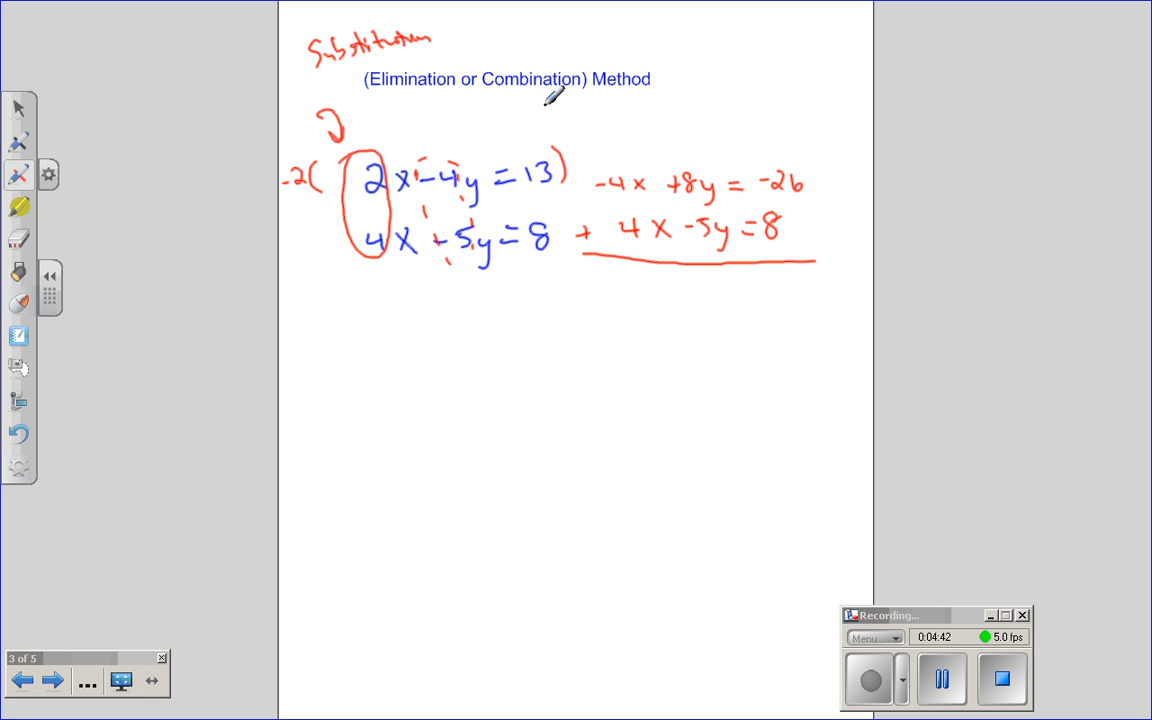 Substitution
(Elimination or Combination) Method
-2( 2x -4y = 13)
4x -5y = 8
-4x +8y = -26
+ 4x -5y = 8
3 of 5
...
Recording...
Menu 0:04:42 5.0 fps